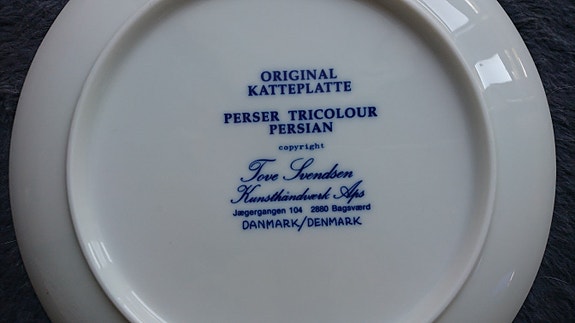 ORIGINAL
KATTEPLATTE
PERSER TRICOLOUR
PERSIAN
copyright
Tove Svendsen
Kunsthåndværk Aps
Jægergangen 104 2880 Bagsværd
DANMARK/DENMARK